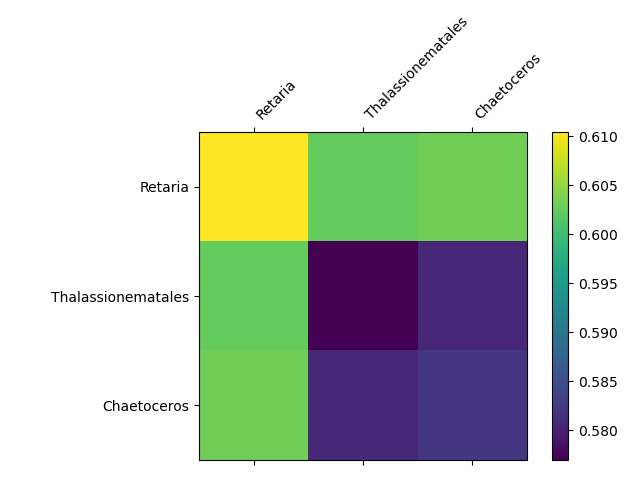 Retaria
Thalassionematales
Chaetoceros
Retaria
Thalassionematales
Chaetoceros
0.610
0.605
0.600
0.595
0.590
0.585
0.580